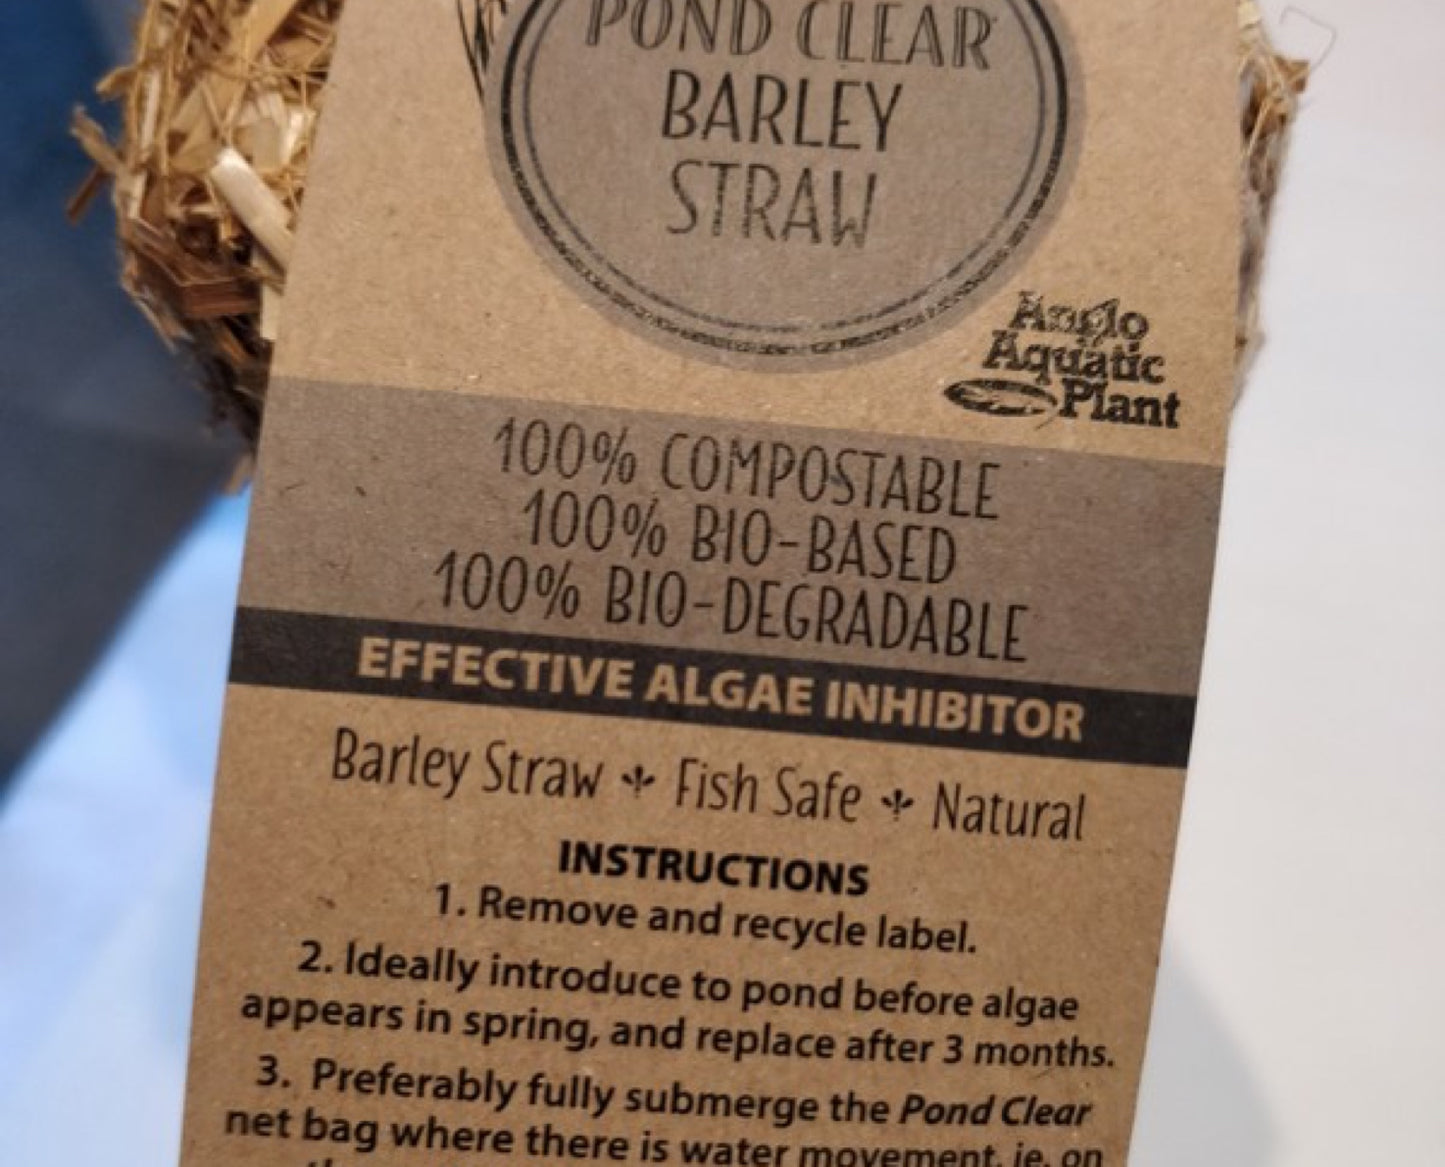 POND CLEAR
BARLEY
STRAW
Anglo
Aquatic
Plant
100% COMPOSTABLE
100% BIO-BASED
100% BIO-DEGRADABLE
EFFECTIVE ALGAE INHIBITOR
Barley Straw Fish Safe Natural
INSTRUCTIONS
1. Remove and recycle label.
2. Ideally introduce to pond before algae
appears in spring, and replace after 3 months.
3. Preferably fully submerge the Pond Clear
net bag where there is water movement, ie. on